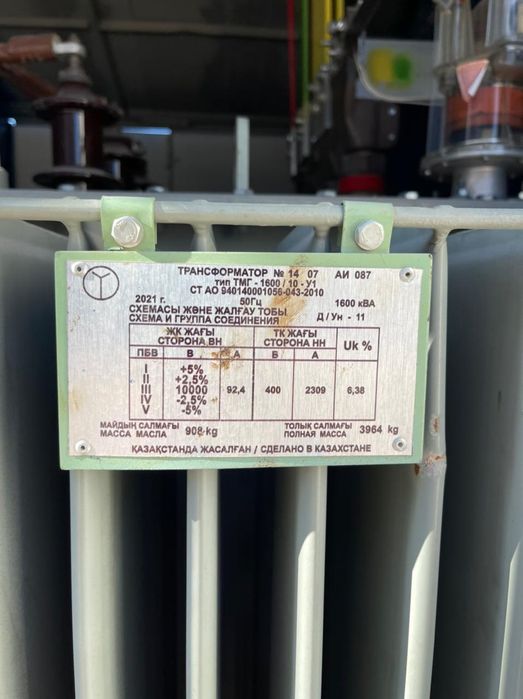 ТРАНСФОРМАТОР № 14 07 АИ 087
тип ТМГ - 1600 / 10 - У1
СТ АО 940140001056-043-2010
2021 г. 50Гц 1600 кВА
СХЕМАСЫ ЖӘНЕ ЖАЛҒАУ ТОБЫ
СХЕМА И ГРУППА СОЕДИНЕНИЯ Д / Ун - 11
ЖК ЖАҒЫ ТК ЖАҒЫ
СТОРОНА ВН СТОРОНА НН Uk %
ПБВ В А Б А
I +5%
II +2,5%
III 10000 92,4 400 2309 6,38
IV -2,5%
V -5%
МАЙДЫҢ САЛМАҒЫ ТОЛЫҚ САЛМАҒЫ
МАССА МАСЛА 908 kg ПОЛНАЯ МАССА 3964 kg
ҚАЗАҚСТАНДА ЖАСАЛҒАН / СДЕЛАНО В КАЗАХСТАНЕ